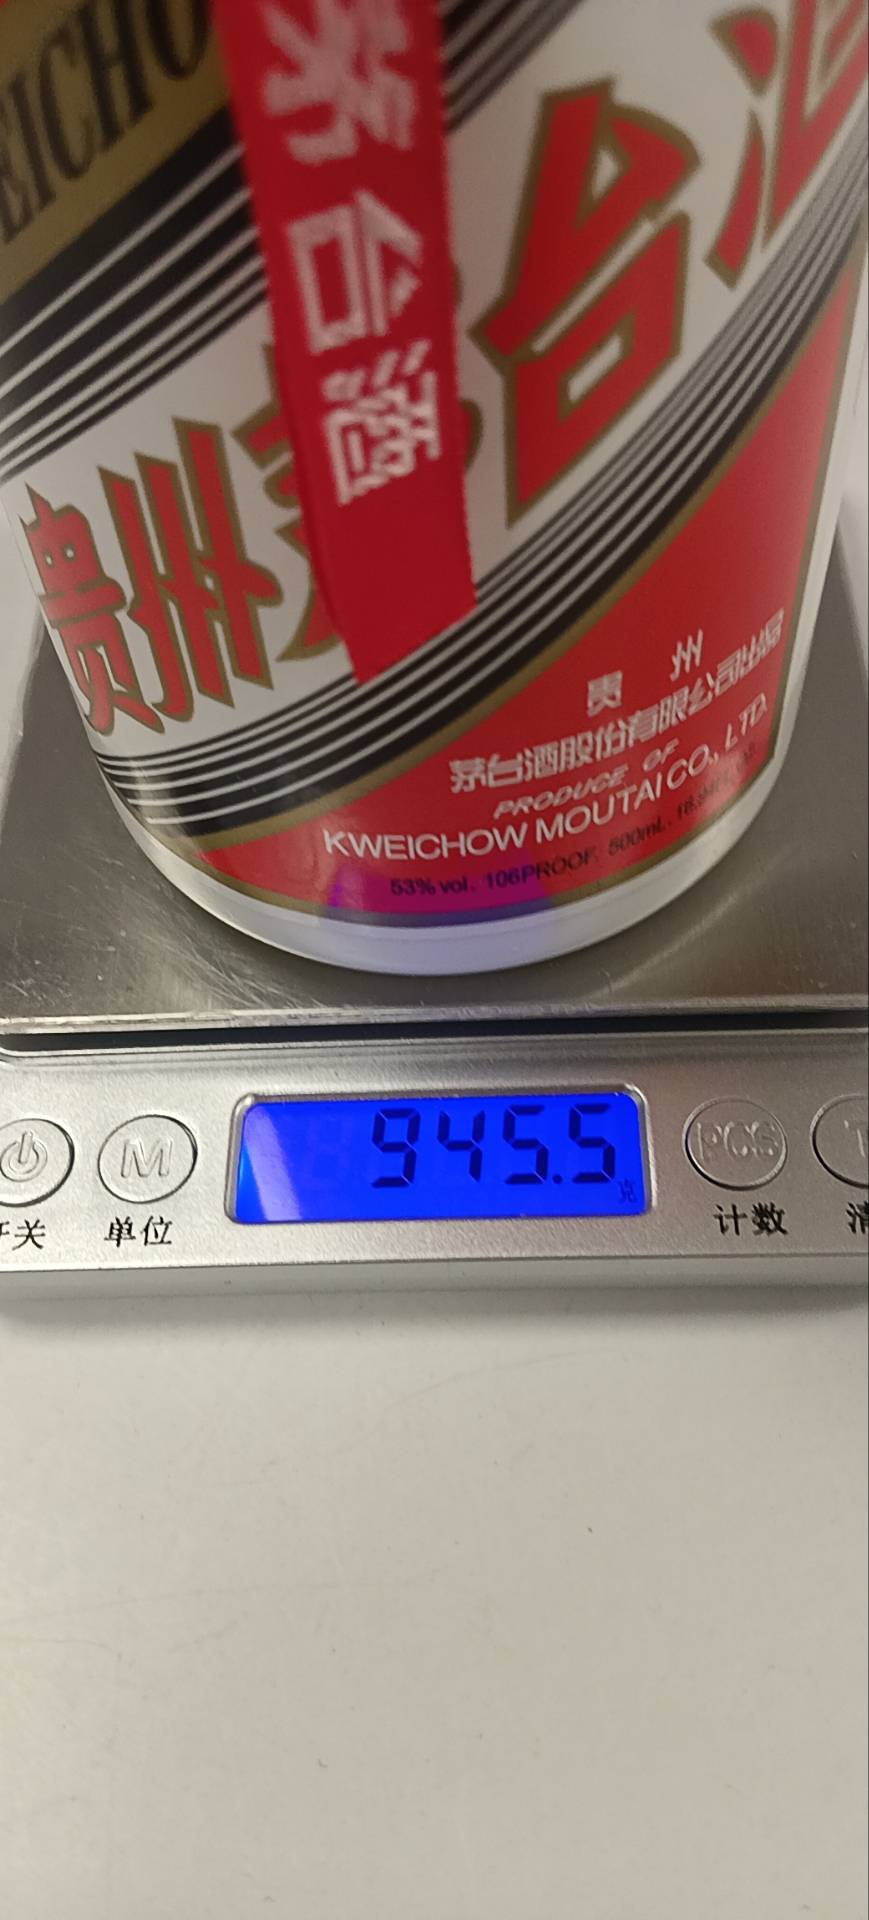 EICHO
茅台酒
贵州茅台酒
贵 州
茅台酒股份有限公司出品
PRODUCE OF
KWEICHOW MOUTAI CO., LTD.
53% vol. 106PROOF. 500mL.
945.5
克
M
PCS
T
开关
单位
计数
清